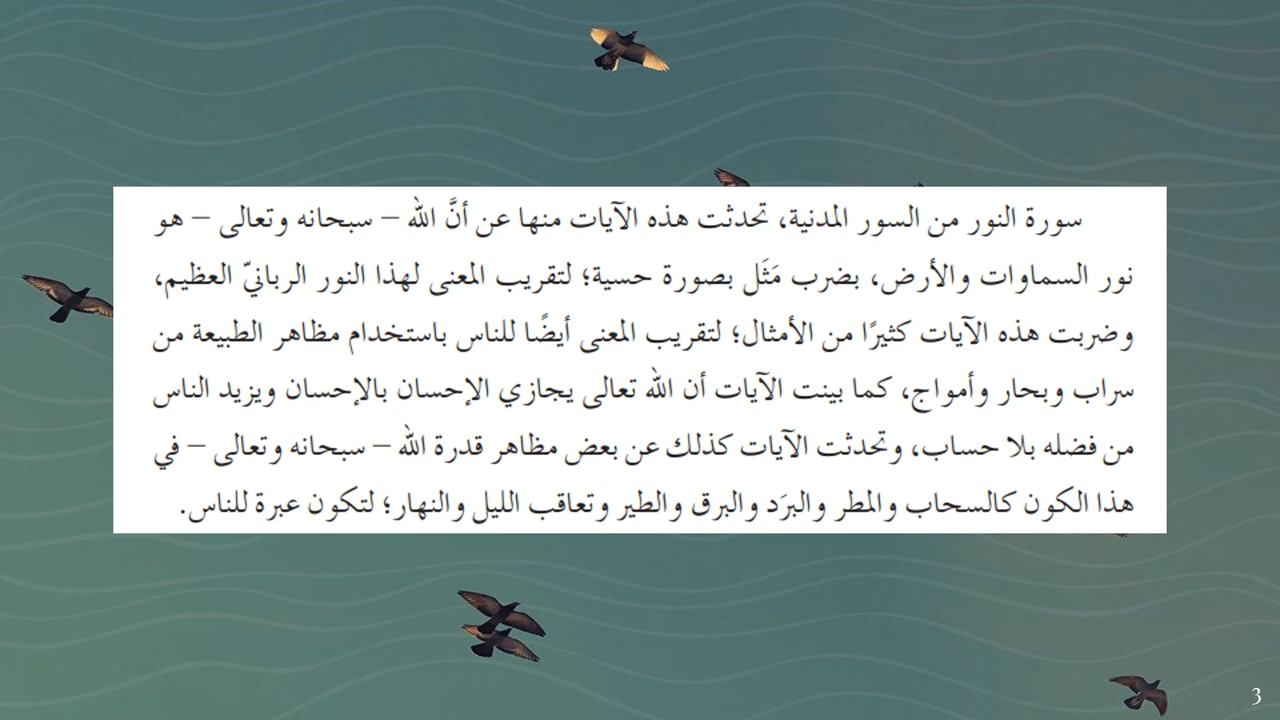 سورة النور من السور المدنية، تحدثت هذه الآيات منها عن أنَّ الله – سبحانه وتعالى – هو
نور السماوات والأرض، بضرب مَثَل بصورة حسية؛ لتقريب المعنى لهذا النور الربانيّ العظيم،
وضربت هذه الآيات كثيرًا من الأمثال؛ لتقريب المعنى أيضًا للناس باستخدام مظاهر الطبيعة من
سراب وبحار وأمواج، كما بينت الآيات أن الله تعالى يجازي الإحسان بالإحسان ويزيد الناس
من فضله بلا حساب، وتحدثت الآيات كذلك عن بعض مظاهر قدرة الله – سبحانه وتعالى – في
هذا الكون كالسحاب والمطر والبرَد والبرق والطير وتعاقب الليل والنهار؛ لتكون عبرة للناس.
3